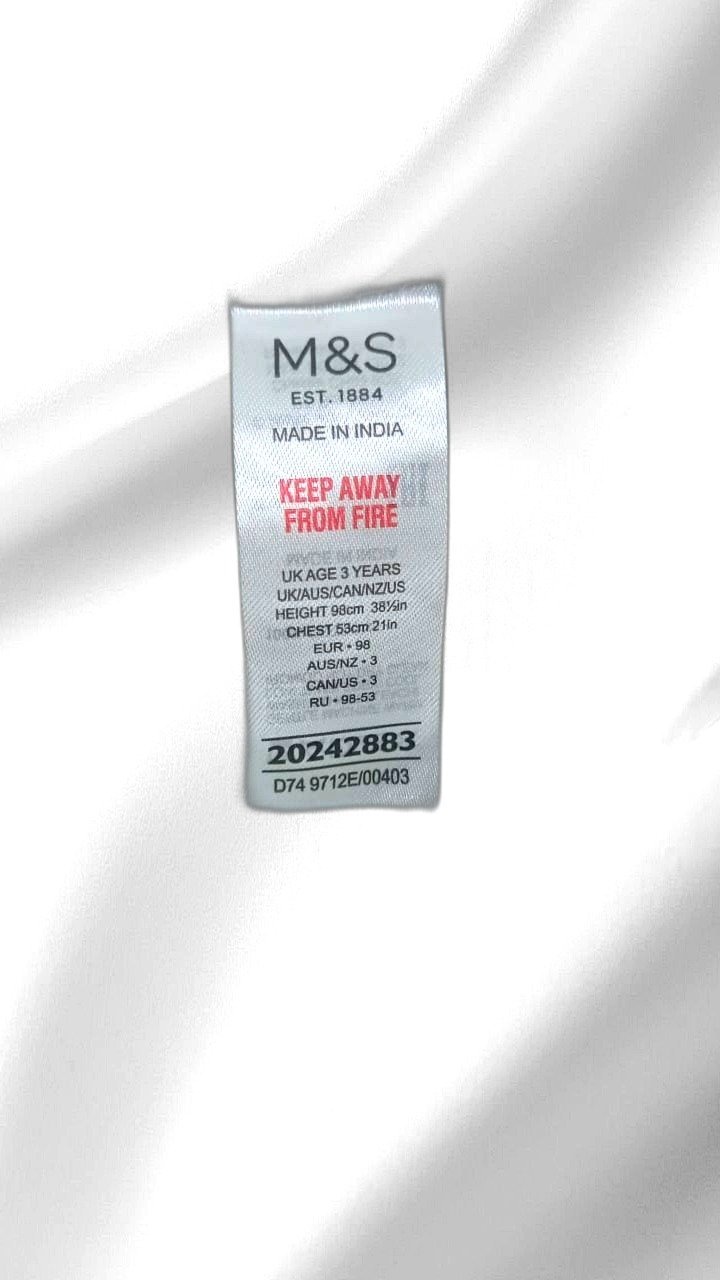 M&S
EST. 1884
MADE IN INDIA
KEEP AWAY
FROM FIRE
UK AGE 3 YEARS
UK/AUS/CAN/NZ/US
HEIGHT 98cm 38½in
CHEST 53cm 21in
EUR • 98
AUS/NZ • 3
CAN/US • 3
RU • 98-53
20242883
D74 9712E/00403